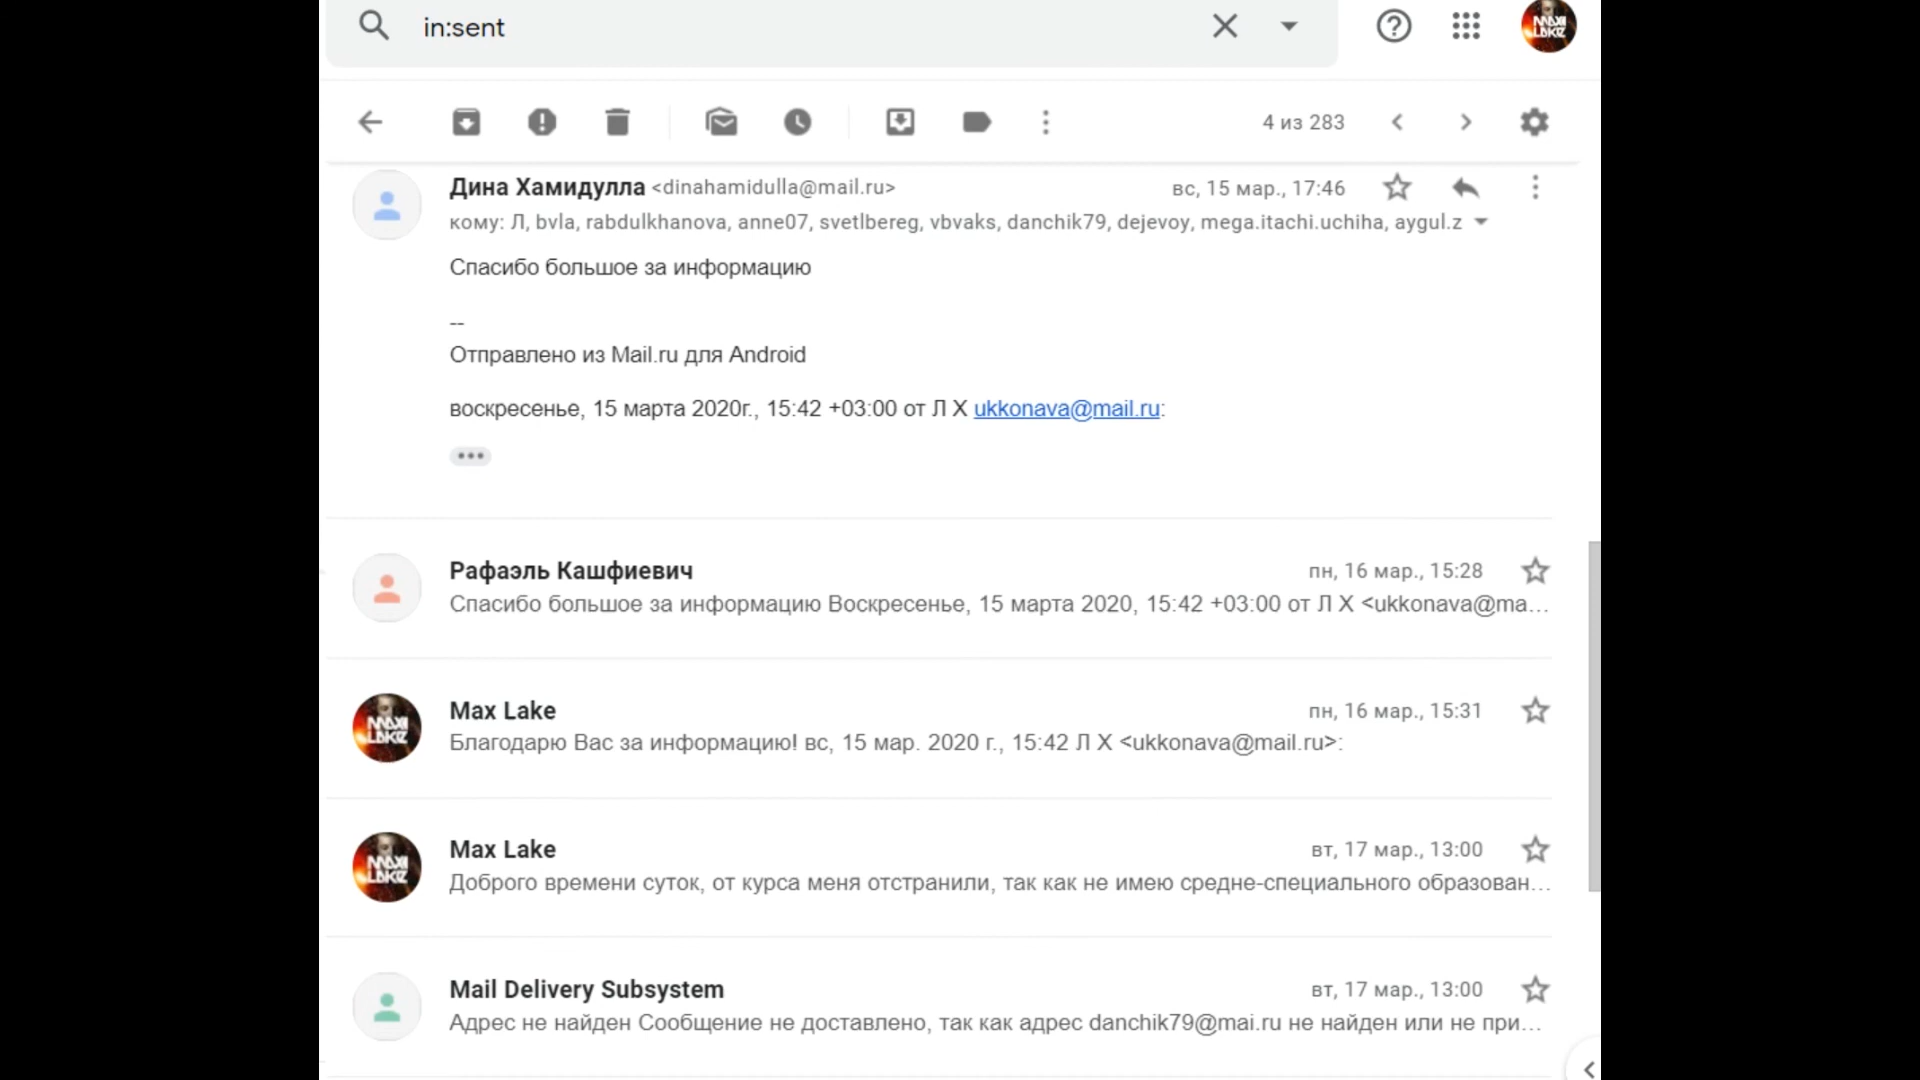 in:sent
4 из 283
Дина Хамидулла <dinahamidulla@mail.ru> вс, 15 мар., 17:46
кому: Л, bvla, rabdulkhanova, anne07, svetlbereg, vbvaks, danchik79, dejevoy, mega.itachi.uchiha, aygul.z
Спасибо большое за информацию
--
Отправлено из Mail.ru для Android
воскресенье, 15 марта 2020г., 15:42 +03:00 от Л Х ukkonava@mail.ru:
Рафаэль Кашфиевич пн, 16 мар., 15:28
Спасибо большое за информацию Воскресенье, 15 марта 2020, 15:42 +03:00 от Л Х <ukkonava@ma...
Max Lake пн, 16 мар., 15:31
Благодарю Вас за информацию! вс, 15 мар. 2020 г., 15:42 Л Х <ukkonava@mail.ru>:
Max Lake вт, 17 мар., 13:00
Доброго времени суток, от курса меня отстранили, так как не имею средне-специального образован...
Mail Delivery Subsystem вт, 17 мар., 13:00
Адрес не найден Сообщение не доставлено, так как адрес danchik79@mai.ru не найден или не при...